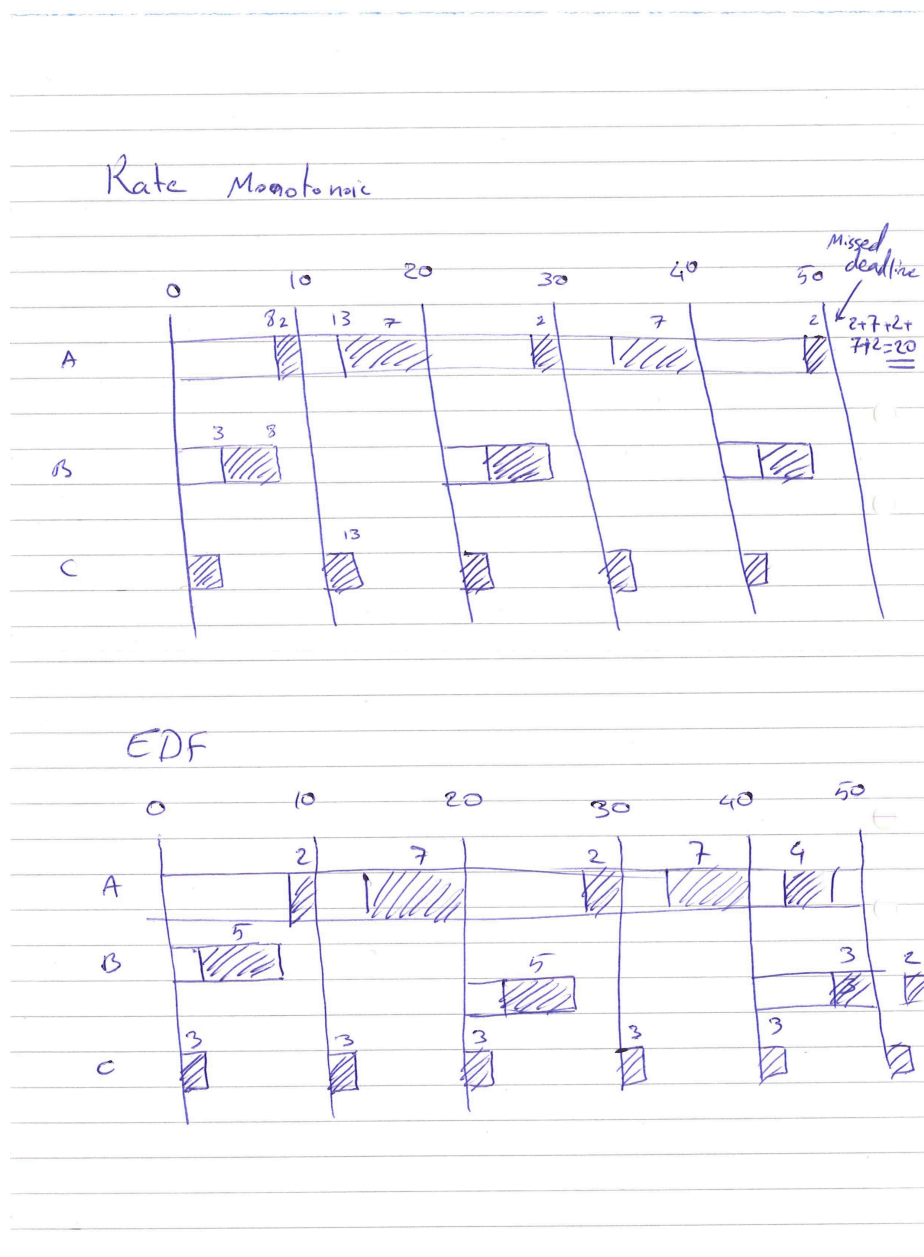 Rate Monotonoic
Missed
deadline
0 10 20 30 40 50
8 2 13 7 2 7 2 2+7+2+
A 7+2=20
3 8
B
13
C
EDF
0 10 20 30 40 50
2 7 2 7 4
A
5 5 3 2
B
3 3 3 3 3
C